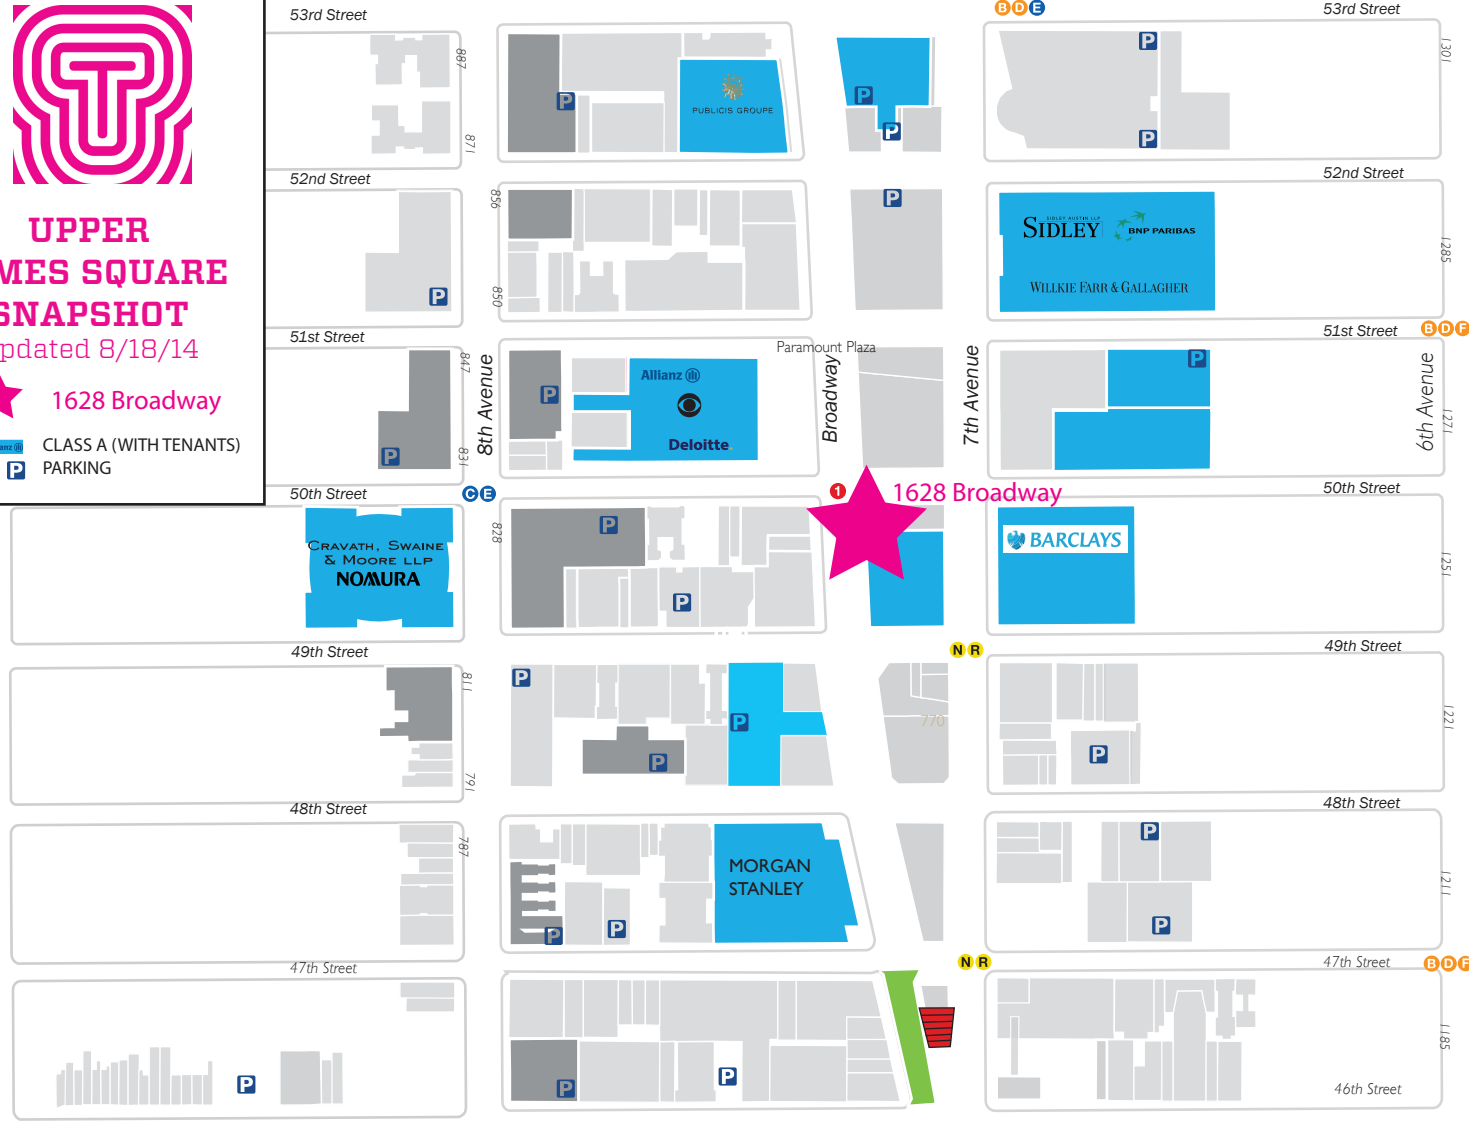 53rd Street
B D E
53rd Street
887
P
1301
P
P
PUBLICIS GROUPE
P
P
871
P
52nd Street
52nd Street
UPPER
MES SQUARE
SNAPSHOT
pdated 8/18/14
1628 Broadway
CLASS A (WITH TENANTS)
P PARKING
856
P
SIDLEY AUSTIN LLP
SIDLEY
BNP PARIBAS
1285
850
P
WILLKIE FARR & GALLAGHER
51st Street
51st Street
B D F
847
8th Avenue
P
Allianz
Deloitte.
Paramount Plaza
Broadway
7th Avenue
P
6th Avenue
1271
P
831
50th Street
C E
1
1628 Broadway
50th Street
CRAVATH, SWAINE
& MOORE LLP
NOMURA
828
P
P
BARCLAYS
1251
49th Street
N R
49th Street
811
P
P
P
770
1221
P
791
48th Street
48th Street
787
MORGAN
STANLEY
P
P
P
1211
P
47th Street
N R
47th Street
B D F
1185
P
P
P
46th Street